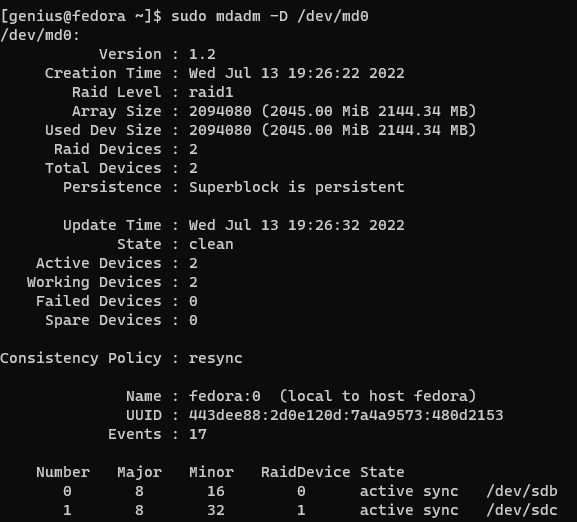 [genius@fedora ~]$ sudo mdadm -D /dev/md0
/dev/md0:
Version : 1.2
Creation Time : Wed Jul 13 19:26:22 2022
Raid Level : raid1
Array Size : 2094080 (2045.00 MiB 2144.34 MB)
Used Dev Size : 2094080 (2045.00 MiB 2144.34 MB)
Raid Devices : 2
Total Devices : 2
Persistence : Superblock is persistent
Update Time : Wed Jul 13 19:26:32 2022
State : clean
Active Devices : 2
Working Devices : 2
Failed Devices : 0
Spare Devices : 0
Consistency Policy : resync
Name : fedora:0 (local to host fedora)
UUID : 443dee88:2d0e120d:7a4a9573:480d2153
Events : 17
Number Major Minor RaidDevice State
0 8 16 0 active sync /dev/sdb
1 8 32 1 active sync /dev/sdc